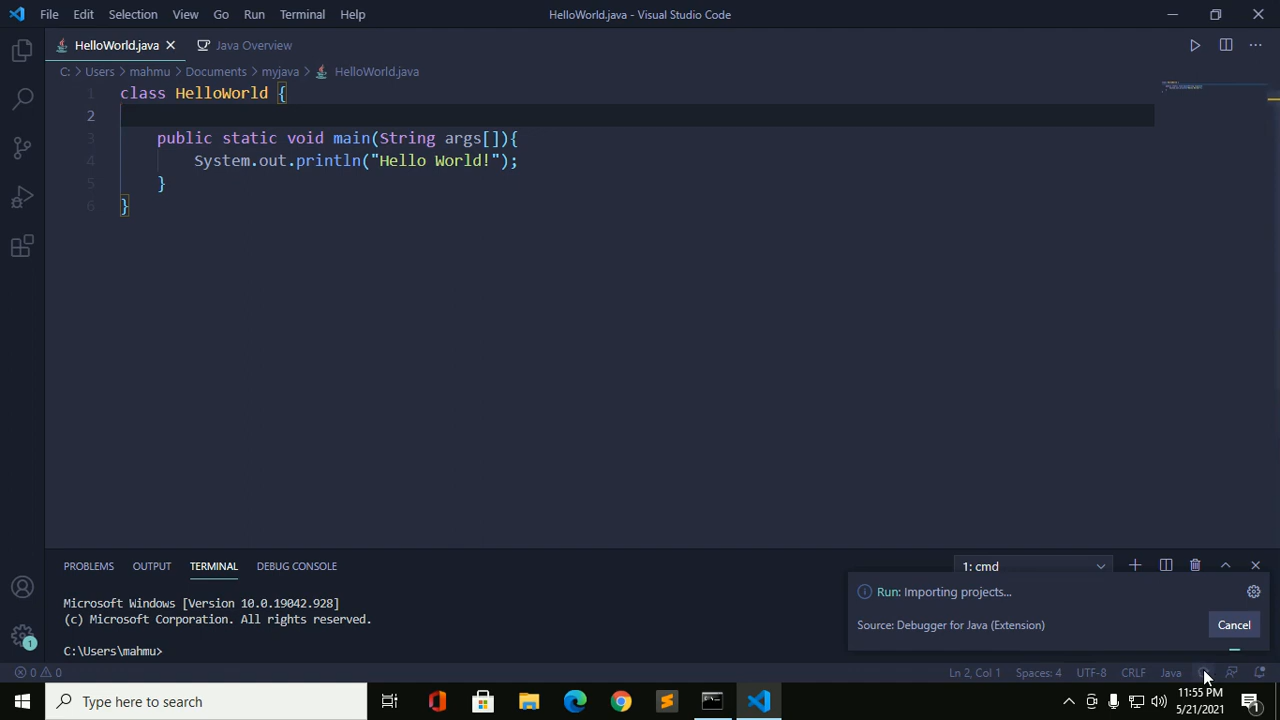 File Edit Selection View Go Run Terminal Help HelloWorld.java - Visual Studio Code
HelloWorld.java Java Overview
C: > Users > mahmu > Documents > myjava > HelloWorld.java
1 class HelloWorld {
2
3 public static void main(String args[]){
4 System.out.println("Hello World!");
5 }
6 }
PROBLEMS OUTPUT TERMINAL DEBUG CONSOLE 1: cmd
Microsoft Windows [Version 10.0.19042.928]
(c) Microsoft Corporation. All rights reserved.
C:\Users\mahmu>
Run: Importing projects...
Source: Debugger for Java (Extension) Cancel
1
0 0 Ln 2, Col 1 Spaces: 4 UTF-8 CRLF Java
Type here to search
11:55 PM
5/21/2021
1